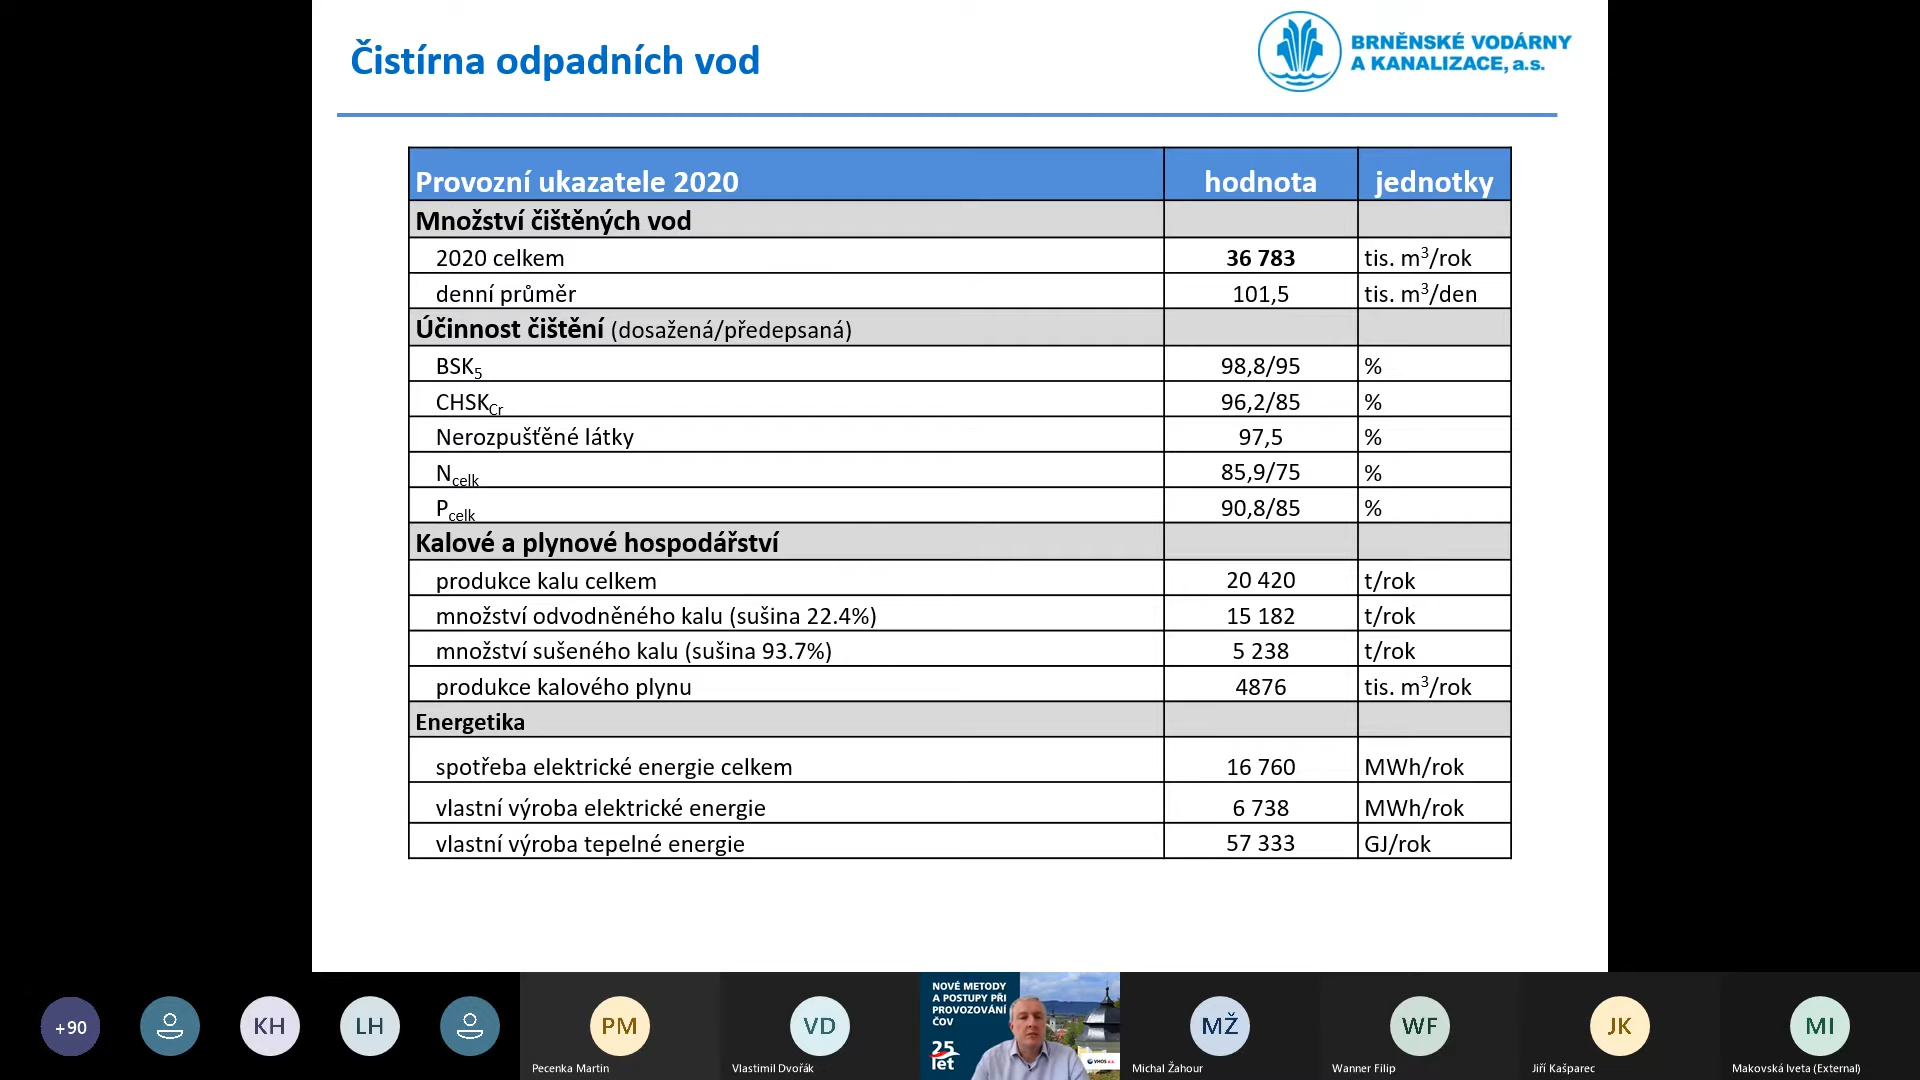 Čistírna odpadních vod
BRNĚNSKÉ VODÁRNY
A KANALIZACE, a.s.
Provozní ukazatele 2020 hodnota jednotky
Množství čištěných vod
2020 celkem 36 783 tis. m³/rok
denní průměr 101,5 tis. m³/den
Účinnost čištění (dosažená/předepsaná)
BSK₅ 98,8/95 %
CHSKCr 96,2/85 %
Nerozpušťěné látky 97,5 %
Ncelk 85,9/75 %
Pcelk 90,8/85 %
Kalové a plynové hospodářství
produkce kalu celkem 20 420 t/rok
množství odvodněného kalu (sušina 22.4%) 15 182 t/rok
množství sušeného kalu (sušina 93.7%) 5 238 t/rok
produkce kalového plynu 4876 tis. m³/rok
Energetika
spotřeba elektrické energie celkem 16 760 MWh/rok
vlastní výroba elektrické energie 6 738 MWh/rok
vlastní výroba tepelné energie 57 333 GJ/rok
+90 KH LH PM VD MŽ WF JK MI
NOVÉ METODY
A POSTUPY PŘI
PROVOZOVÁNÍ
ČOV
25
let
VHOS a.s.
Pecenka Martin Vlastimil Dvořák Michal Žahour Wanner Filip Jiří Kašparec Makovská Iveta (External)